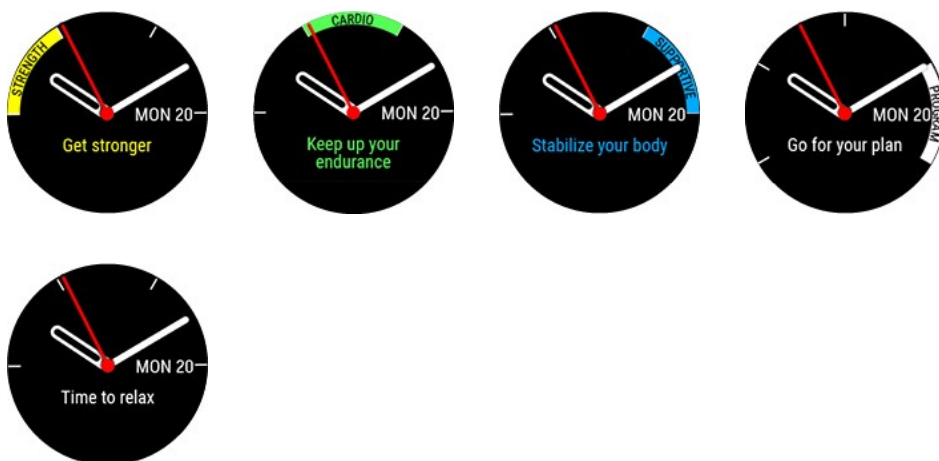 STRENGTH
MON 20
Get stronger
CARDIO
MON 20
Keep up your
endurance
SUPPORTIVE
MON 20
Stabilize your body
PROGRAM
MON 20
Go for your plan
MON 20
Time to relax